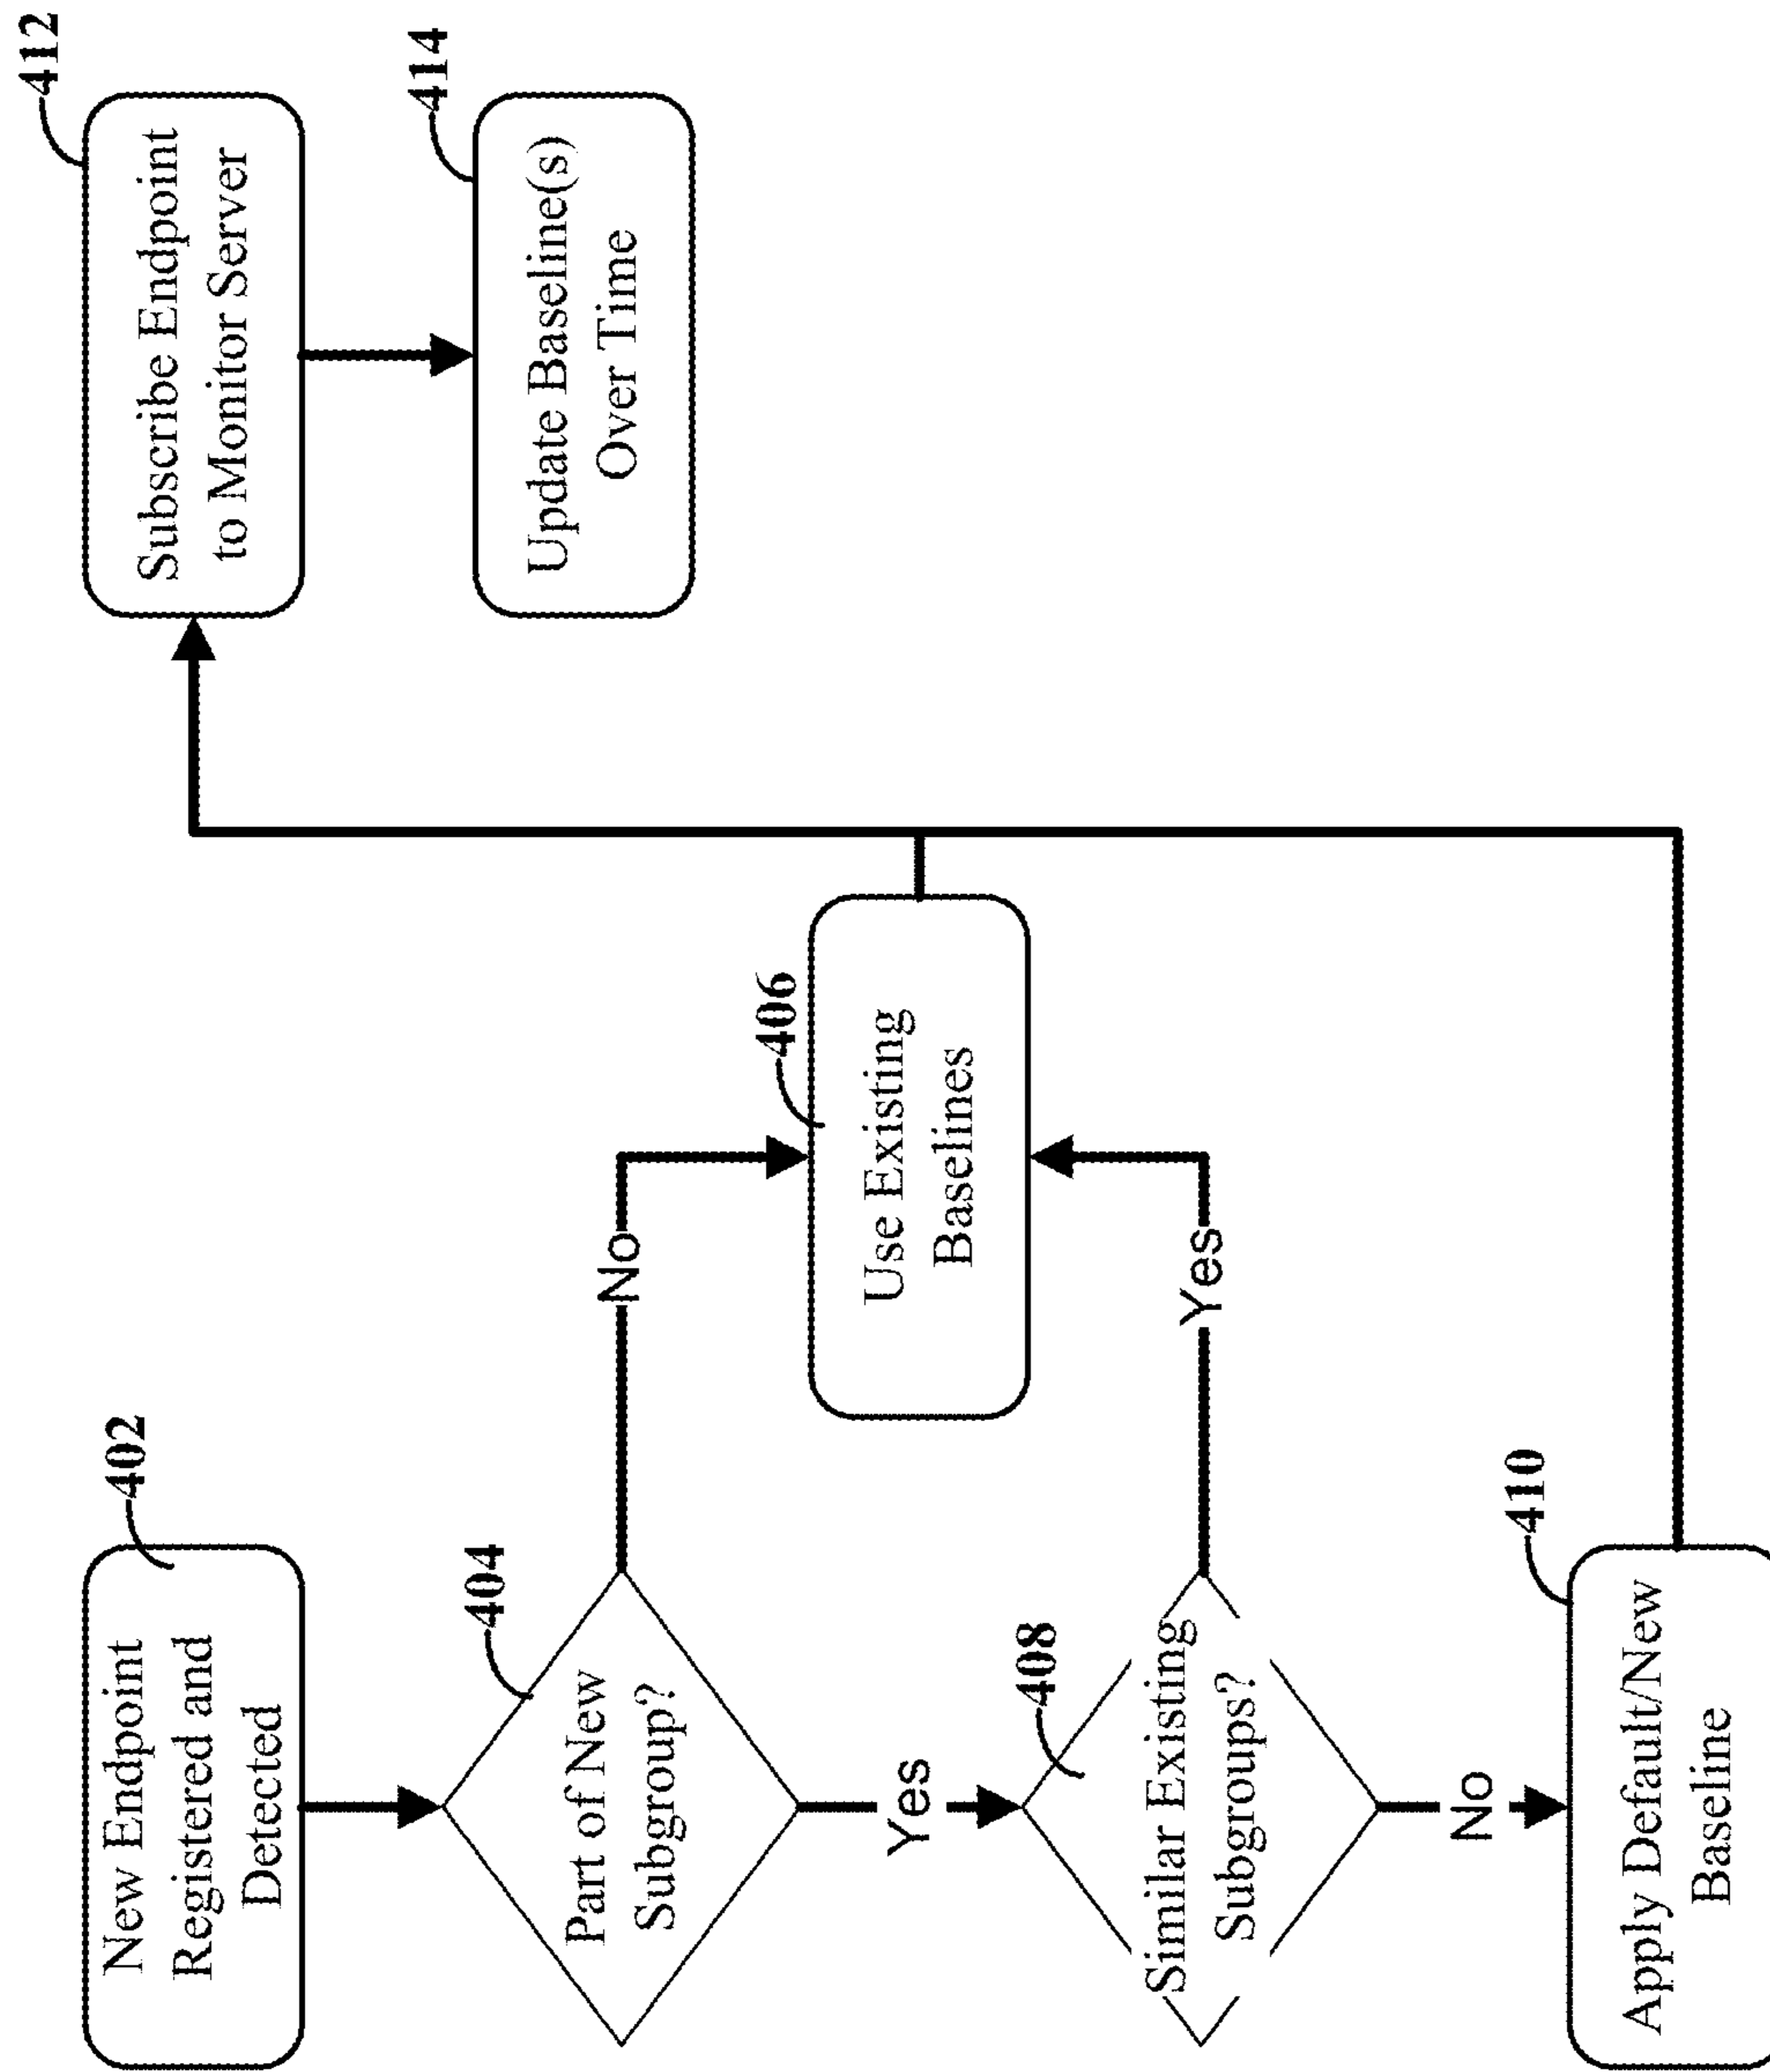 402
New Endpoint
Registered and
Detected
404
Part of New
Subgroup?
No
Yes
406
Use Existing
Baselines
408
Similar Existing
Subgroups?
Yes
No
410
Apply Default/New
Baseline
412
Subscribe Endpoint
to Monitor Server
414
Update Baseline(s)
Over Time